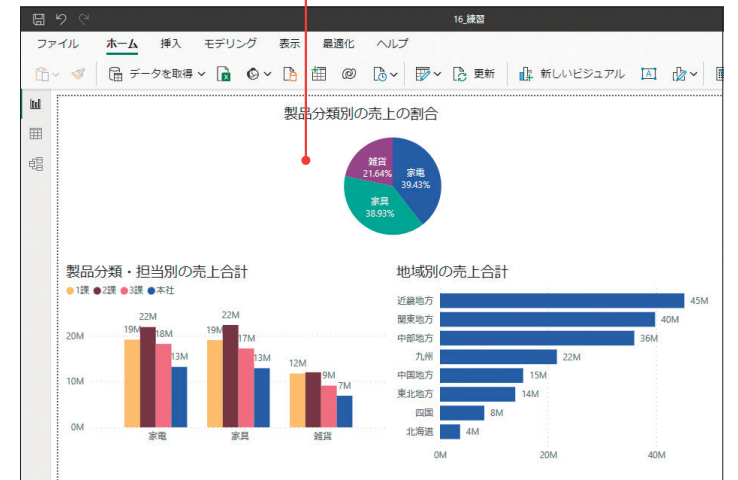 16_練習
ファイル ホーム 挿入 モデリング 表示 最適化 ヘルプ
データを取得 更新 新しいビジュアル A
製品分類別の売上の割合
雑貨
21.64%
家電
39.43%
家具
38.93%
製品分類・担当別の売上合計
1課 2課 3課 本社
22M 22M
19M 18M 19M 17M
20M
13M 13M 12M
9M
7M
10M
0M
家電 家具 雑貨
地域別の売上合計
近畿地方 45M
関東地方 40M
中部地方 36M
九州 22M
中国地方 15M
東北地方 14M
四国 8M
北海道 4M
0M 20M 40M